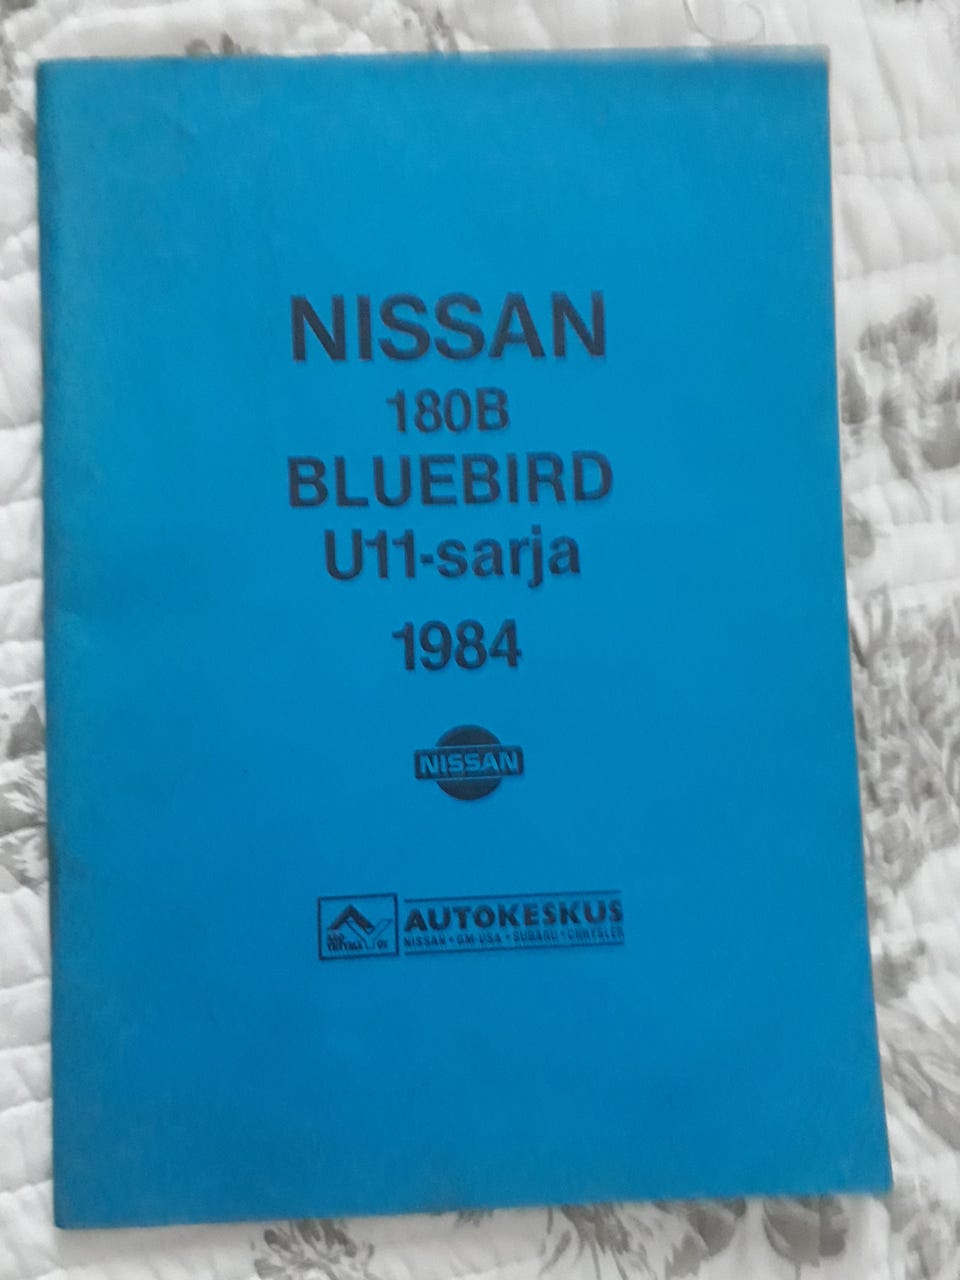 NISSAN
180B
BLUEBIRD
U11-sarja
1984
NISSAN
AUTOKESKUS
NISSAN • GM-USA • SUBARU • CHRYSLER